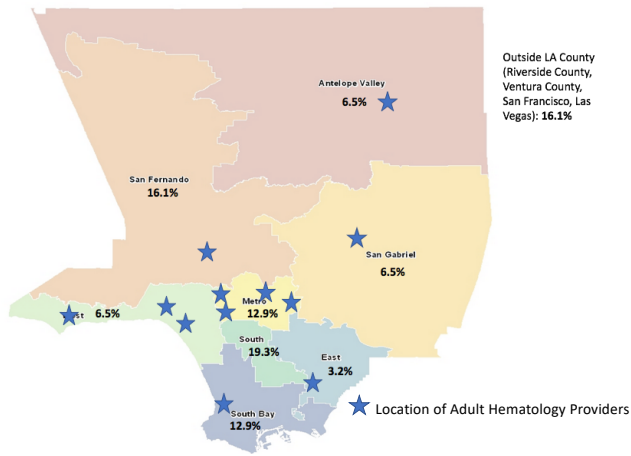 Outside LA County
(Riverside County,
Ventura County,
San Francisco, Las
Vegas): 16.1%
Antelope Valley
6.5%
San Fernando
16.1%
San Gabriel
6.5%
6.5%
Metro
12.9%
South
19.3%
East
3.2%
South Bay
12.9%
Location of Adult Hematology Providers